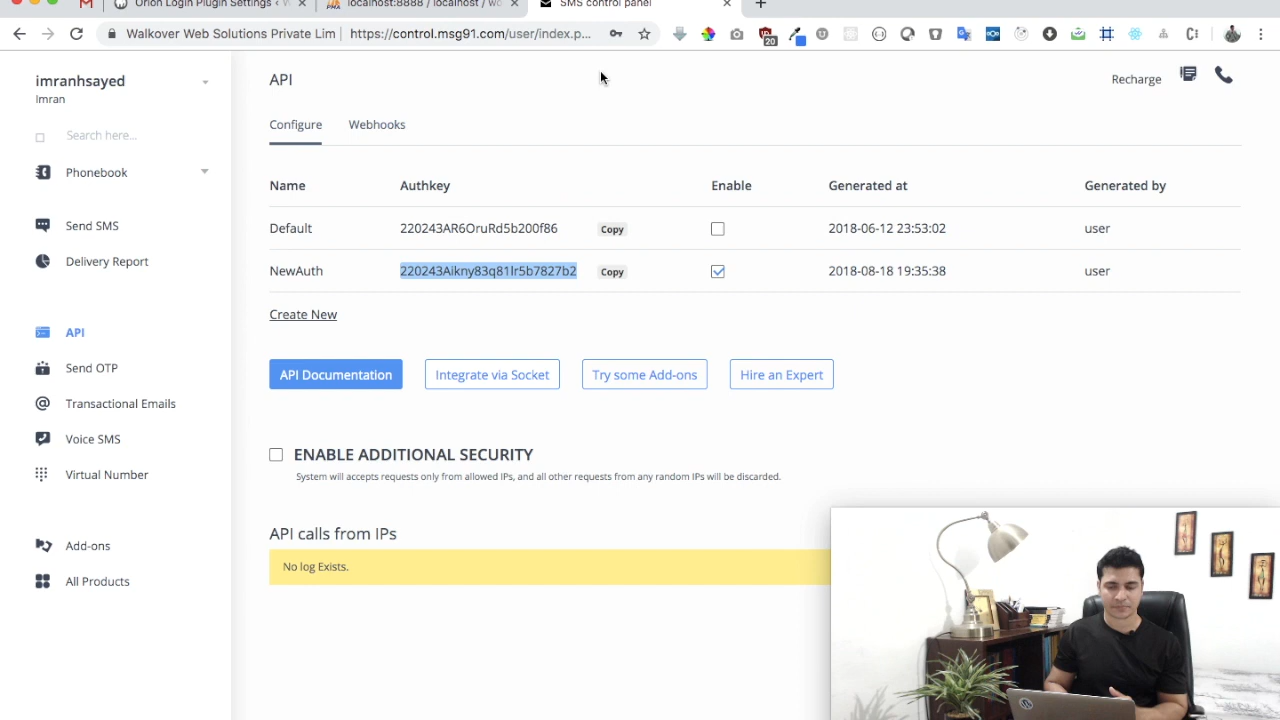 Orion Login Plugin Settings
localhost:8888 / localhost / wo
SMS control panel
Walkover Web Solutions Private Lim
https://control.msg91.com/user/index.p...
20
imranhsayed
Imran
Search here...
Phonebook
Send SMS
Delivery Report
API
Send OTP
Transactional Emails
Voice SMS
Virtual Number
Add-ons
All Products
API
Recharge
Configure Webhooks
Name Authkey Enable Generated at Generated by
Default 220243AR6OruRd5b200f86 Copy 2018-06-12 23:53:02 user
NewAuth 220243Aikny83q81lr5b7827b2 Copy 2018-08-18 19:35:38 user
Create New
API Documentation Integrate via Socket Try some Add-ons Hire an Expert
ENABLE ADDITIONAL SECURITY
System will accepts requests only from allowed IPs, and all other requests from any random IPs will be discarded.
API calls from IPs
No log Exists.